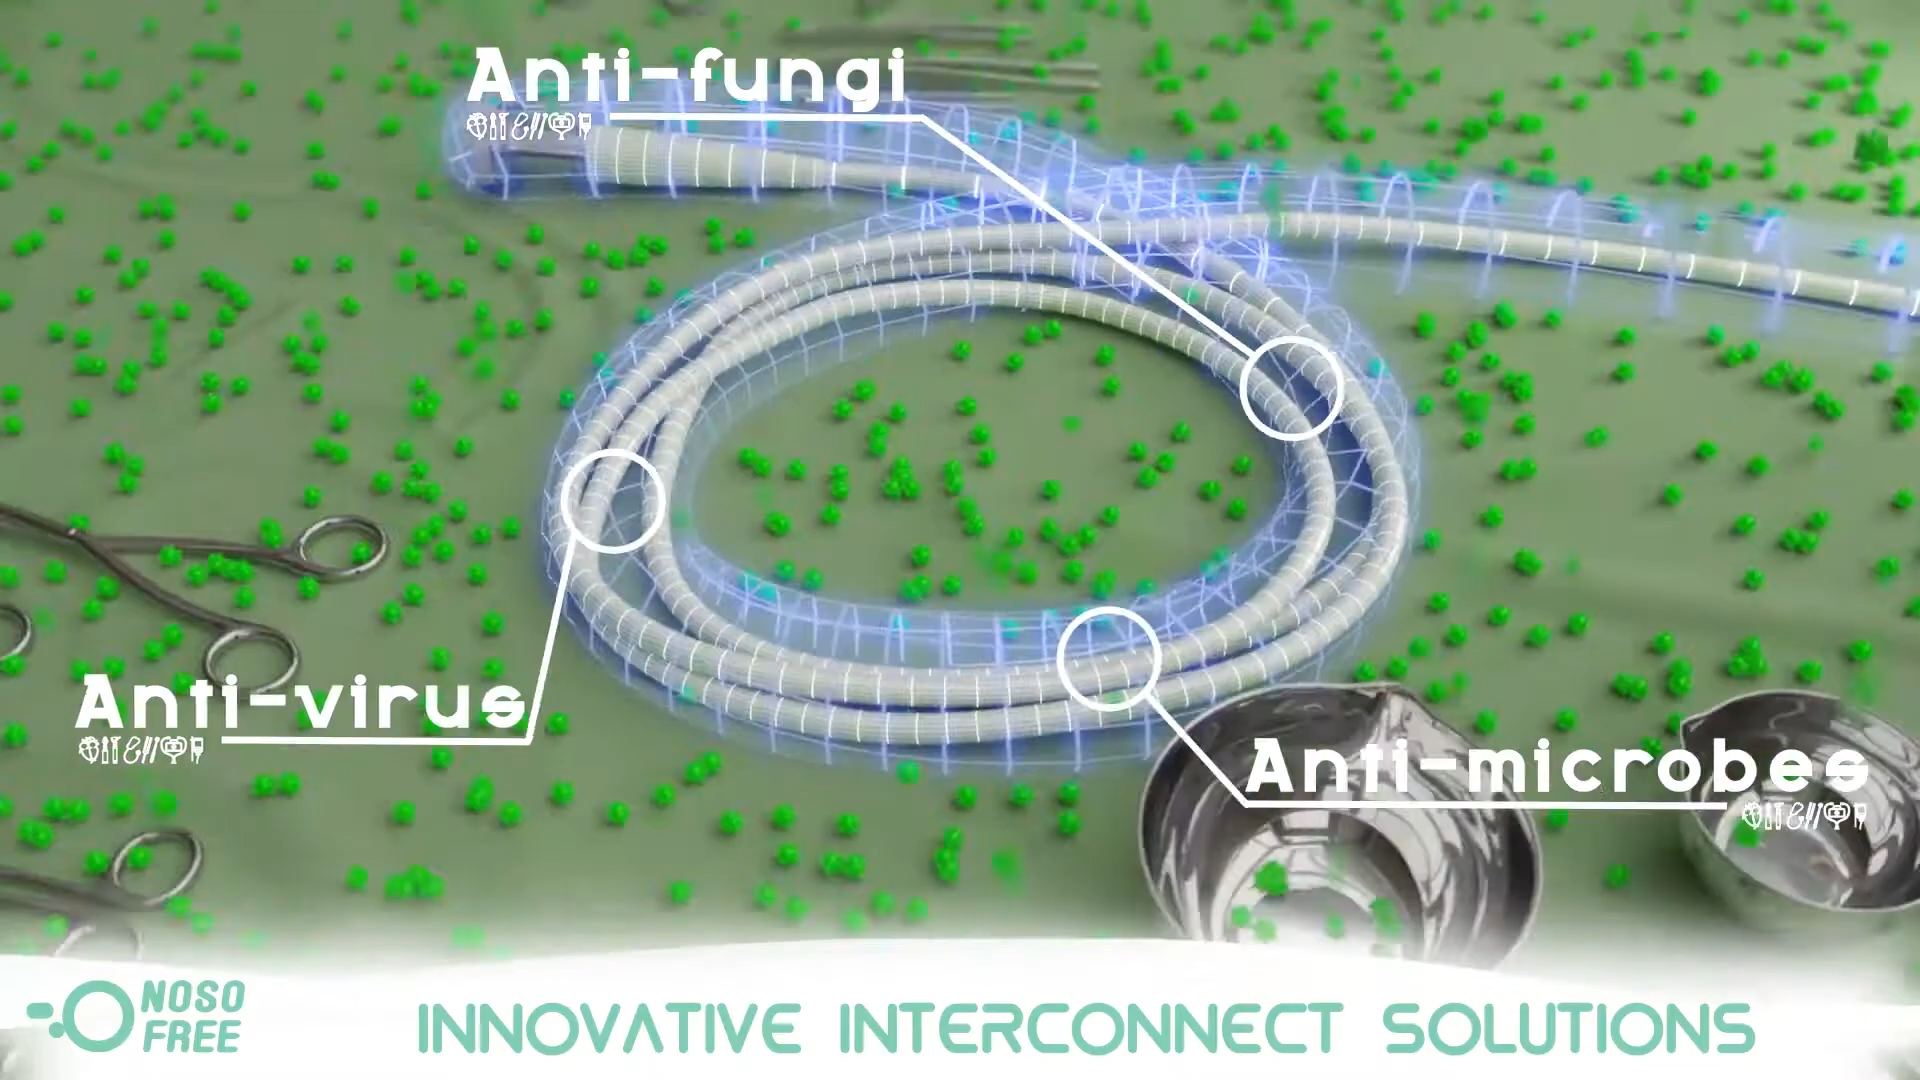 Anti-fungi
Anti-virus
Anti-microbes
NOSO
FREE
INNOVATIVE INTERCONNECT SOLUTIONS